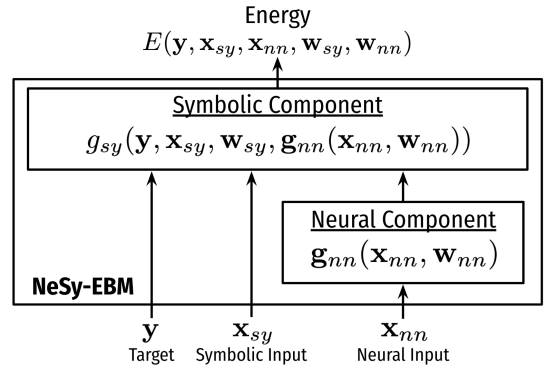 Energy
E(y, x_sy, x_nn, w_sy, w_nn)
Symbolic Component
g_sy(y, x_sy, w_sy, g_nn(x_nn, w_nn))
Neural Component
g_nn(x_nn, w_nn)
NeSy-EBM
y x_sy x_nn
Target Symbolic Input Neural Input